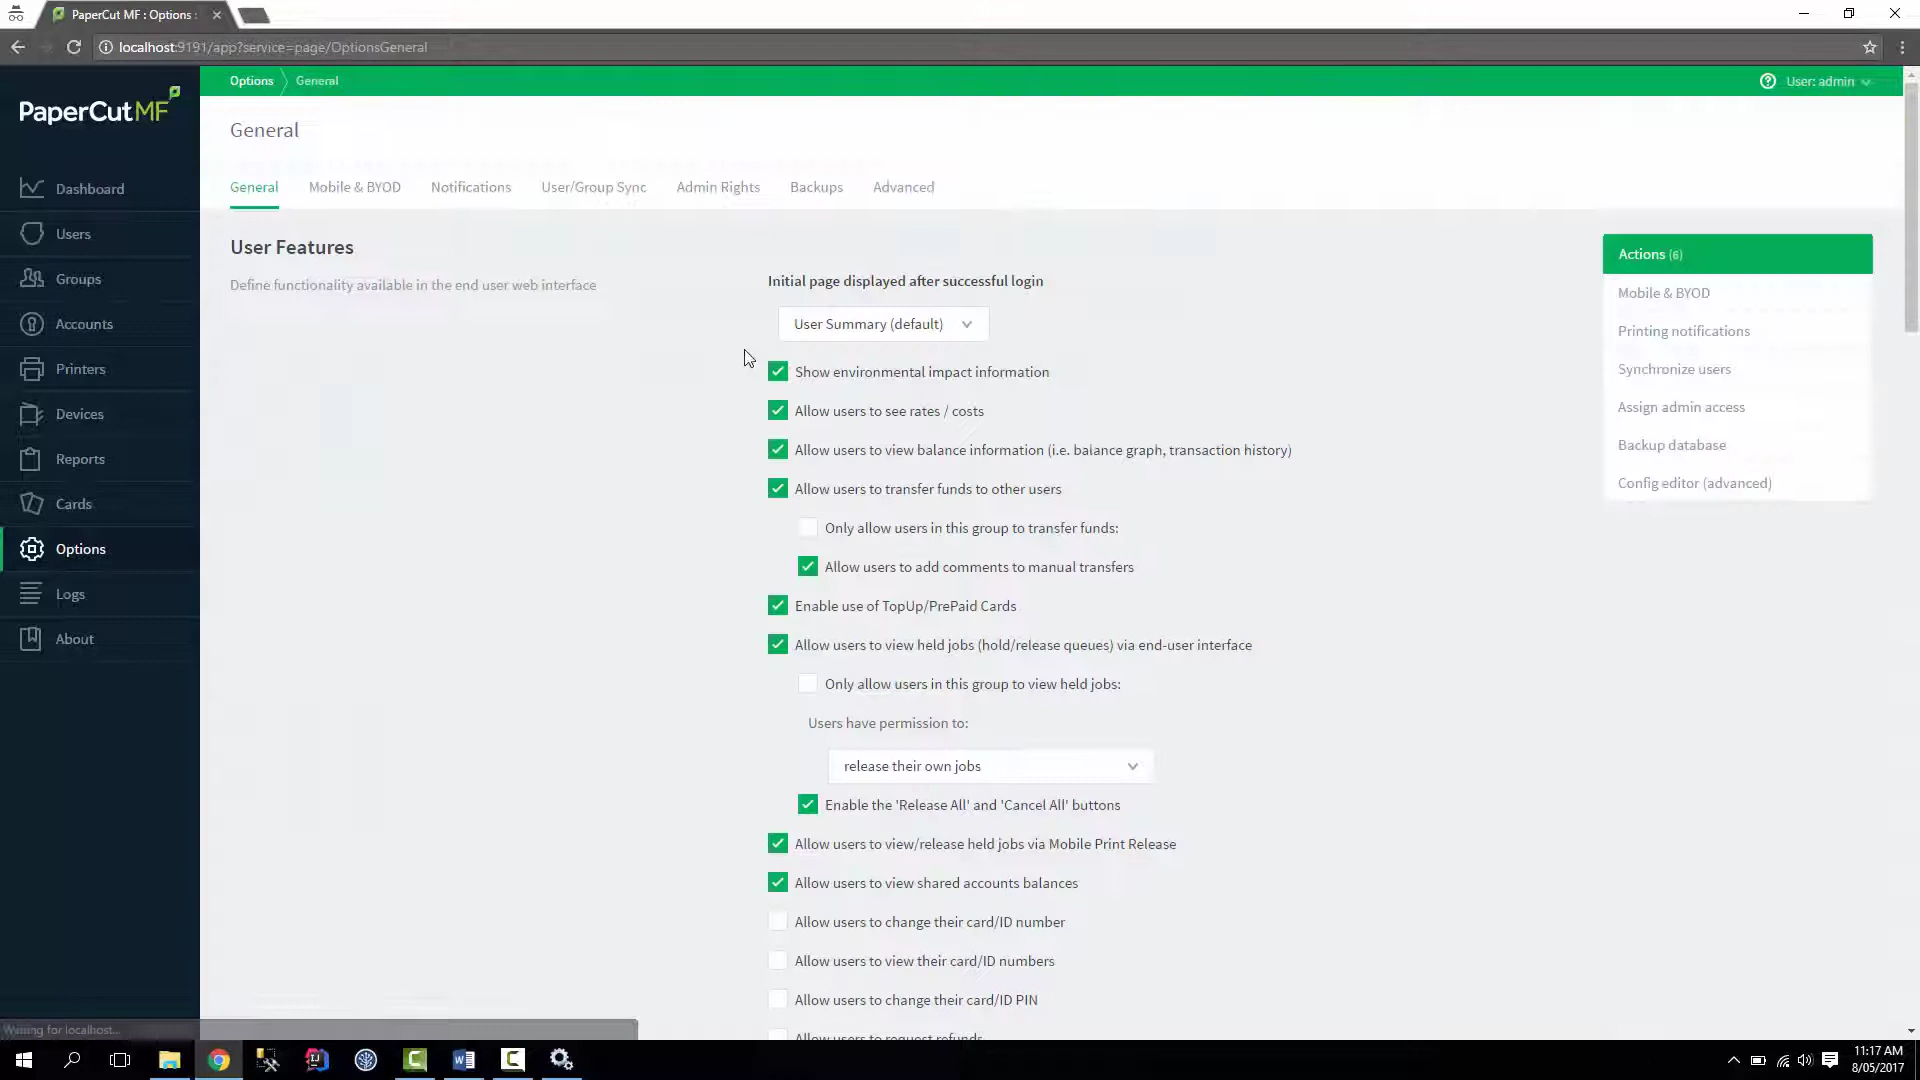 PaperCut MF : Options :
localhost:9191/app?service=page/OptionsGeneral
PaperCutMF
Options
General
User: admin
General
General
Mobile & BYOD
Notifications
User/Group Sync
Admin Rights
Backups
Advanced
Dashboard
Users
Groups
Accounts
Printers
Devices
Reports
Cards
Options
Logs
About
User Features
Define functionality available in the end user web interface
Initial page displayed after successful login
User Summary (default)
Show environmental impact information
Allow users to see rates / costs
Allow users to view balance information (i.e. balance graph, transaction history)
Allow users to transfer funds to other users
Only allow users in this group to transfer funds:
Allow users to add comments to manual transfers
Enable use of TopUp/PrePaid Cards
Allow users to view held jobs (hold/release queues) via end-user interface
Only allow users in this group to view held jobs:
Users have permission to:
release their own jobs
Enable the 'Release All' and 'Cancel All' buttons
Allow users to view/release held jobs via Mobile Print Release
Allow users to view shared accounts balances
Allow users to change their card/ID number
Allow users to view their card/ID numbers
Allow users to change their card/ID PIN
Allow users to request refunds
Actions (6)
Mobile & BYOD
Printing notifications
Synchronize users
Assign admin access
Backup database
Config editor (advanced)
Waiting for localhost...
11:17 AM
8/05/2017